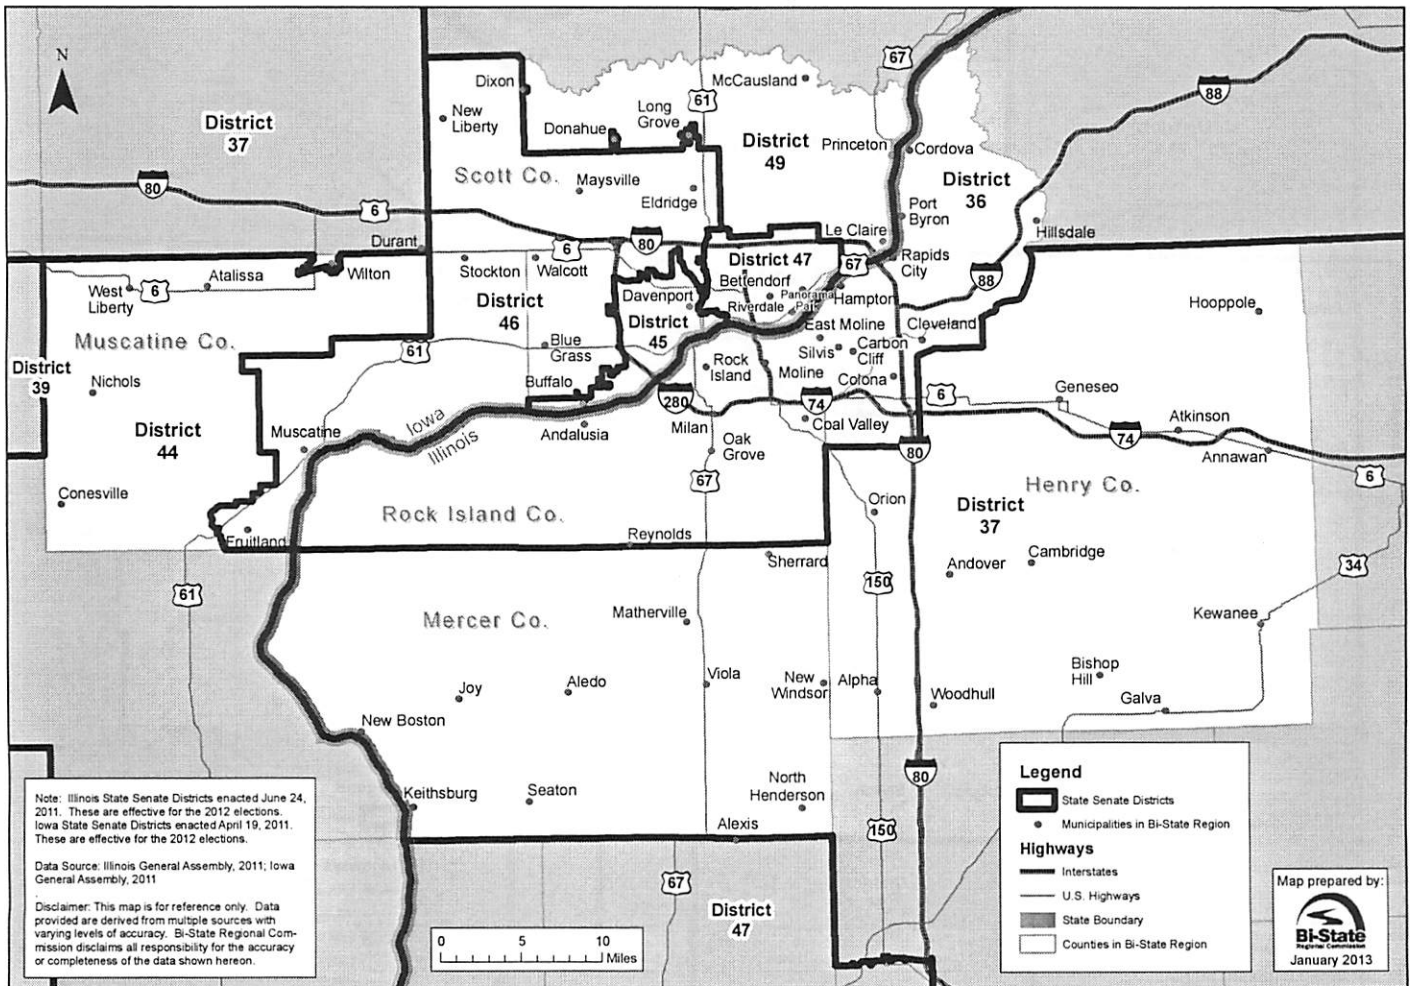 N
67
Dixon
McCausland
88
New
Liberty
Long
Grove
61
District
37
Donahue
District
49
Princeton
Cordova
Scott Co.
Maysville
District
36
80
Eldridge
6
Port
Byron
Durant
6
80
Le Claire
Hillsdale
Atalissa
Wilton
Stockton
Walcott
District 47
67
Rapids
City
West
Liberty
6
Davenport
Bettendorf
88
Hampton
Riverdale
Panorama
Park
Hooppole
District
46
District
45
East Moline
Cleveland
Muscatine Co.
61
Blue
Grass
Silvis
Carbon
Cliff
District
39
Nichols
Buffalo
Rock
Island
Moline
Colona
Geneseo
280
74
6
Atkinson
District
44
Muscatine
Iowa
Illinois
Andalusia
Milan
Coal Valley
74
Oak
Grove
80
Annawan
Conesville
67
6
Henry Co.
Rock Island Co.
Orion
District
37
Fruitland
Reynolds
Sherrard
Andover
Cambridge
61
150
34
Mercer Co.
Matherville
Kewanee
Joy
Aledo
Viola
New
Windsor
Alpha
Woodhull
Bishop
Hill
Galva
New Boston
Keithsburg
Seaton
North
Henderson
80
Alexis
150
67
District
47
Note: Illinois State Senate Districts enacted June 24,
2011. These are effective for the 2012 elections.
Iowa State Senate Districts enacted April 19, 2011.
These are effective for the 2012 elections.
Data Source: Illinois General Assembly, 2011; Iowa
General Assembly, 2011
Disclaimer: This map is for reference only. Data
provided are derived from multiple sources with
varying levels of accuracy. Bi-State Regional Com-
mission disclaims all responsibility for the accuracy
or completeness of the data shown hereon.
0 5 10
Miles
Legend
State Senate Districts
Municipalities in Bi-State Region
Highways
Interstates
U.S. Highways
State Boundary
Counties in Bi-State Region
Map prepared by:
Bi-State
Regional Commission
January 2013